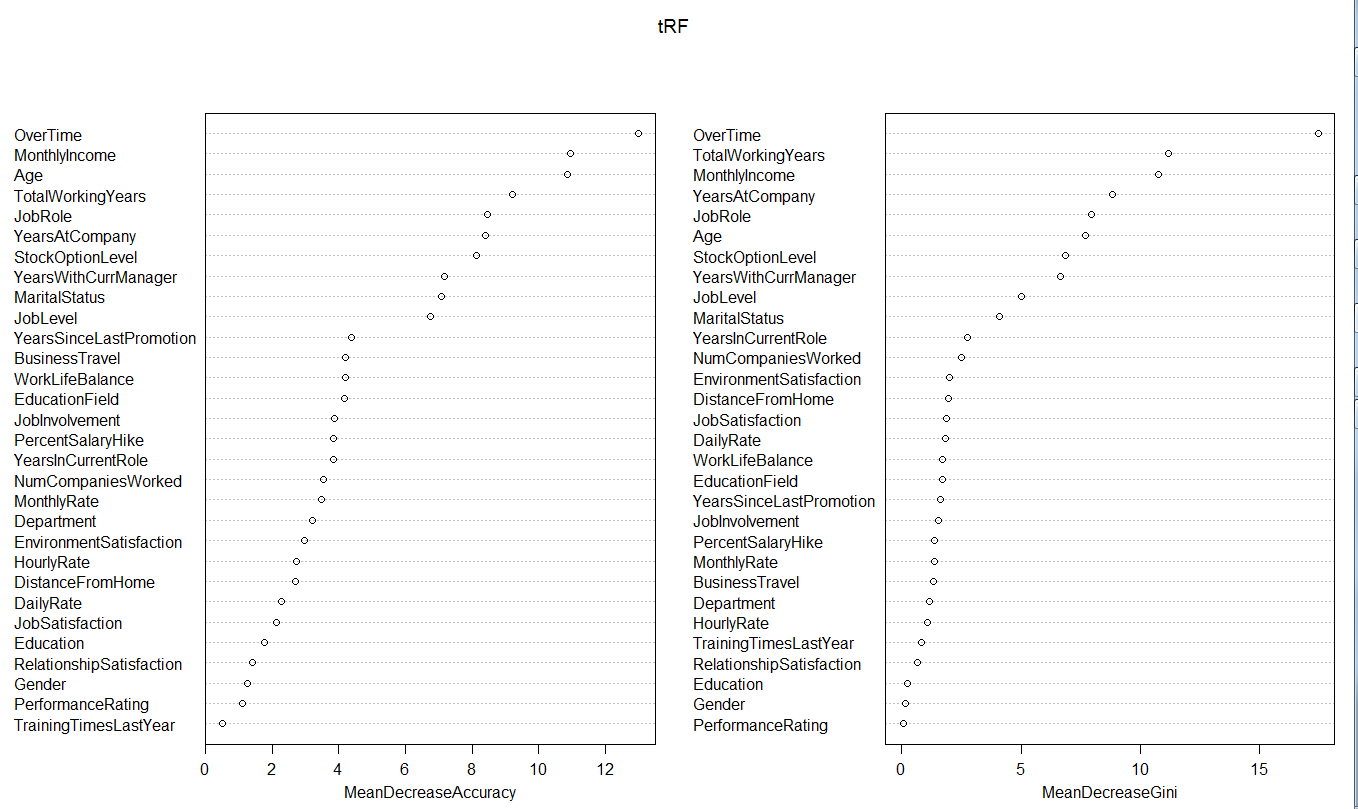 tRF
OverTime
MonthlyIncome
Age
TotalWorkingYears
JobRole
YearsAtCompany
StockOptionLevel
YearsWithCurrManager
MaritalStatus
JobLevel
YearsSinceLastPromotion
BusinessTravel
WorkLifeBalance
EducationField
JobInvolvement
PercentSalaryHike
YearsInCurrentRole
NumCompaniesWorked
MonthlyRate
Department
EnvironmentSatisfaction
HourlyRate
DistanceFromHome
DailyRate
JobSatisfaction
Education
RelationshipSatisfaction
Gender
PerformanceRating
TrainingTimesLastYear
0 2 4 6 8 10 12
MeanDecreaseAccuracy
OverTime
TotalWorkingYears
MonthlyIncome
YearsAtCompany
JobRole
Age
StockOptionLevel
YearsWithCurrManager
JobLevel
MaritalStatus
YearsInCurrentRole
NumCompaniesWorked
EnvironmentSatisfaction
DistanceFromHome
JobSatisfaction
DailyRate
WorkLifeBalance
EducationField
YearsSinceLastPromotion
JobInvolvement
PercentSalaryHike
MonthlyRate
BusinessTravel
Department
HourlyRate
TrainingTimesLastYear
RelationshipSatisfaction
Education
Gender
PerformanceRating
0 5 10 15
MeanDecreaseGini